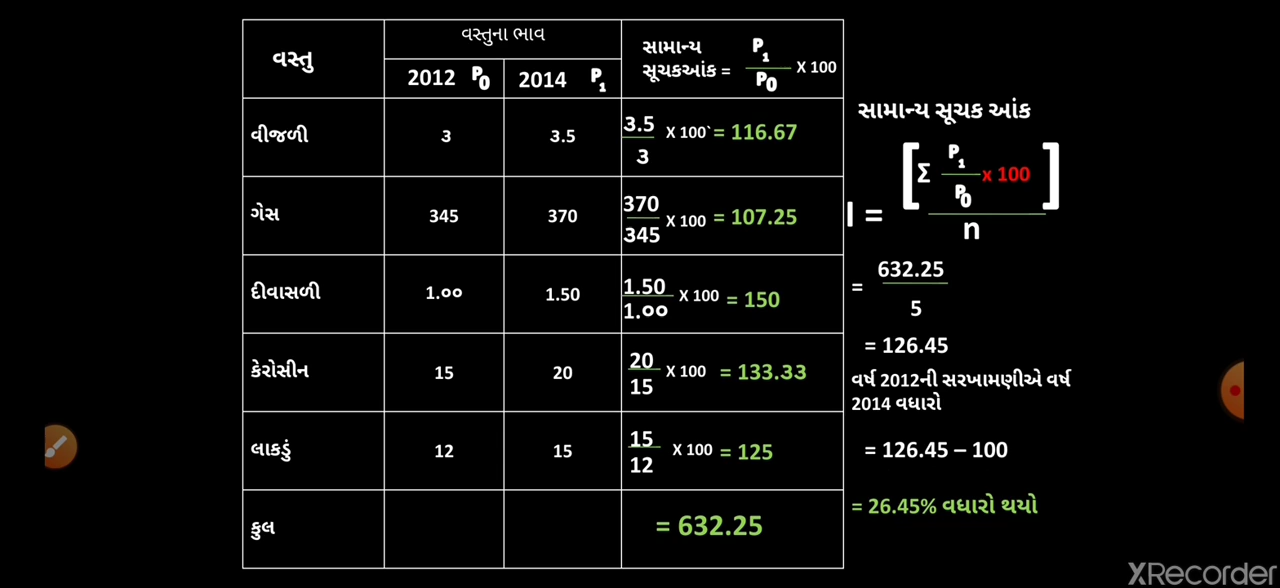 વસ્તુના ભાવ
વસ્તુ
2012 P0 2014 P1
સામાન્ય
સૂચકઆંક = P1/P0 X 100
વીજળી 3 3.5 3.5/3 X 100` = 116.67
ગેસ 345 370 370/345 X 100 = 107.25
દીવાસળી 1.૦૦ 1.50 1.50/1.૦૦ X 100 = 150
કેરોસીન 15 20 20/15 X 100 = 133.33
લાકડું 12 15 15/12 X 100 = 125
કુલ = 632.25
સામાન્ય સૂચક આંક
I = [Σ P1/P0 x 100]/n
= 632.25/5
= 126.45
વર્ષ 2012ની સરખામણીએ વર્ષ
2014 વધારો
= 126.45 – 100
= 26.45% વધારો થયો
XRecorder